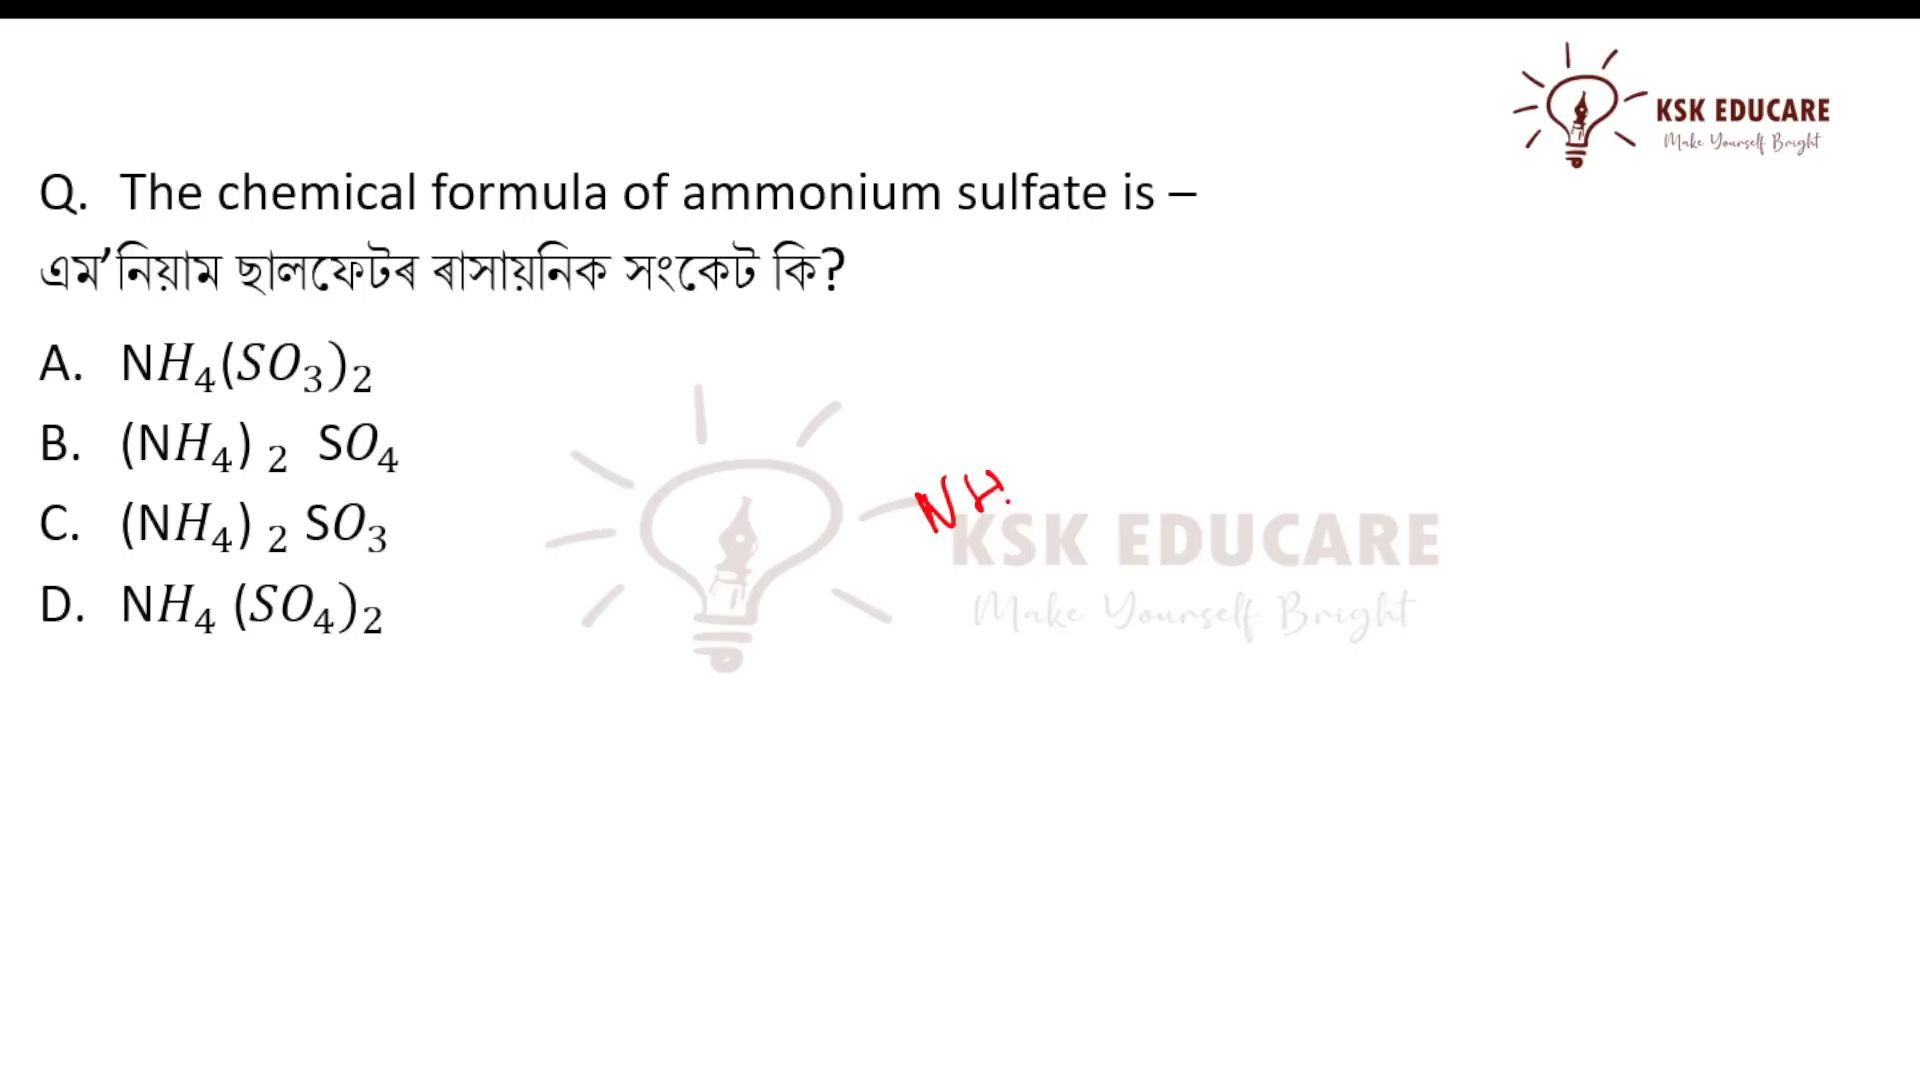 KSK EDUCARE
Make Yourself Bright
Q. The chemical formula of ammonium sulfate is –
এম’নিয়াম ছালফেটৰ ৰাসায়নিক সংকেট কি?
A. NH₄(SO₃)₂
B. (NH₄) ₂ SO₄
C. (NH₄) ₂ SO₃
D. NH₄ (SO₄)₂
NH
KSK EDUCARE
Make Yourself Bright